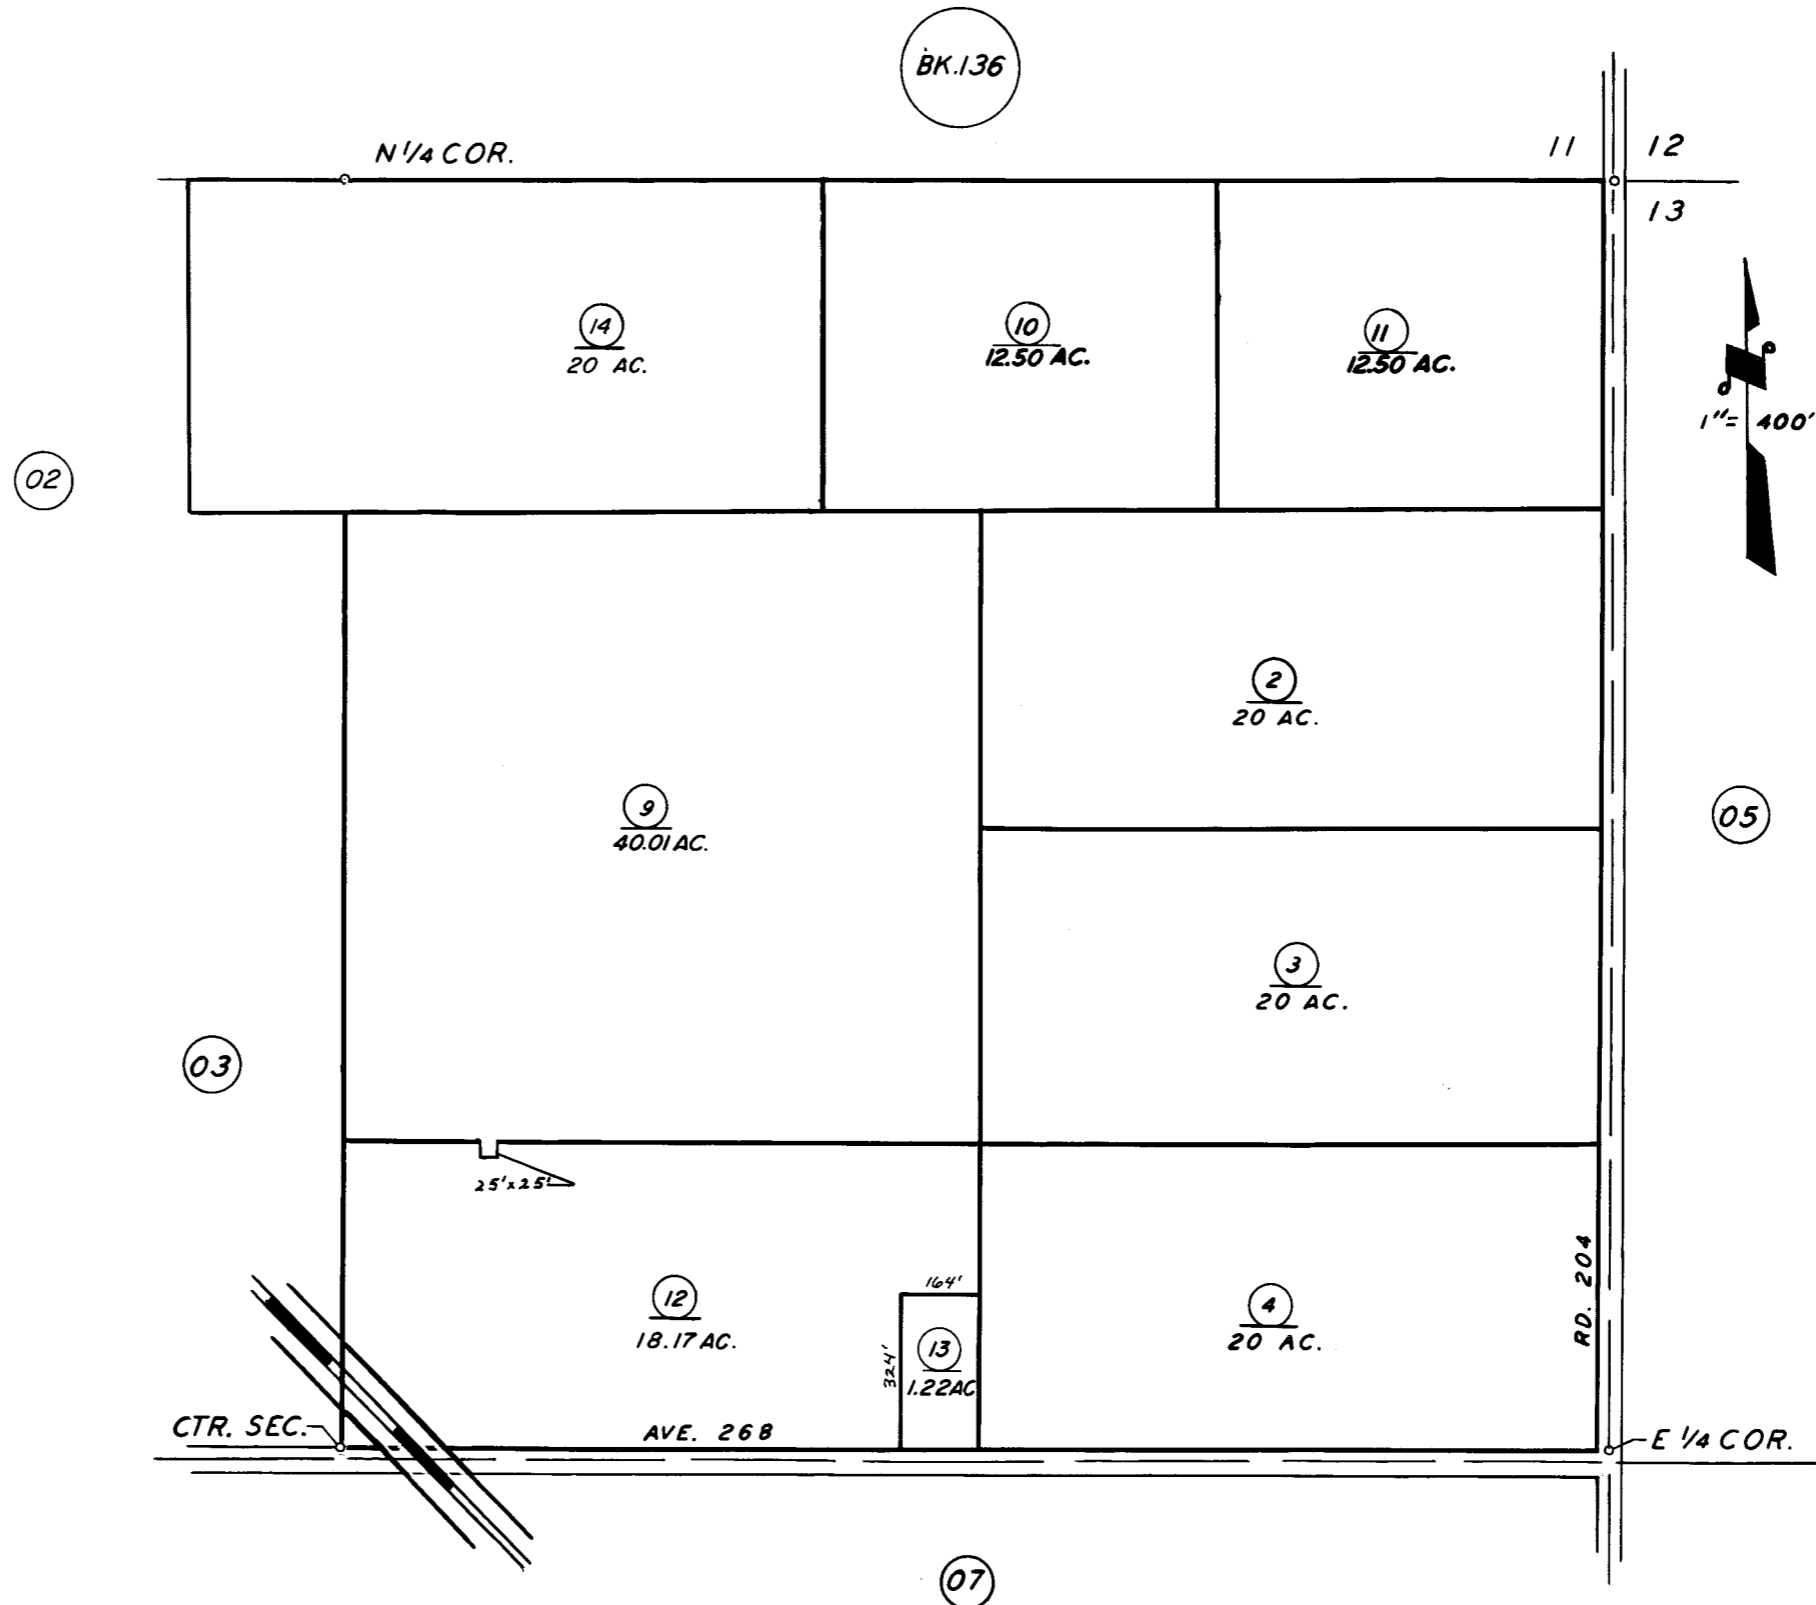 BK.136
N 1/4 COR.
11
12
13
14
20 AC.
10
12.50 AC.
11
12.50 AC.
1"= 400'
02
2
20 AC.
9
40.01 AC.
05
3
20 AC.
03
25'x25'
12
18.17 AC.
164'
324'
13
1.22AC
4
20 AC.
RD. 204
CTR. SEC.
AVE. 268
E 1/4 COR.
07